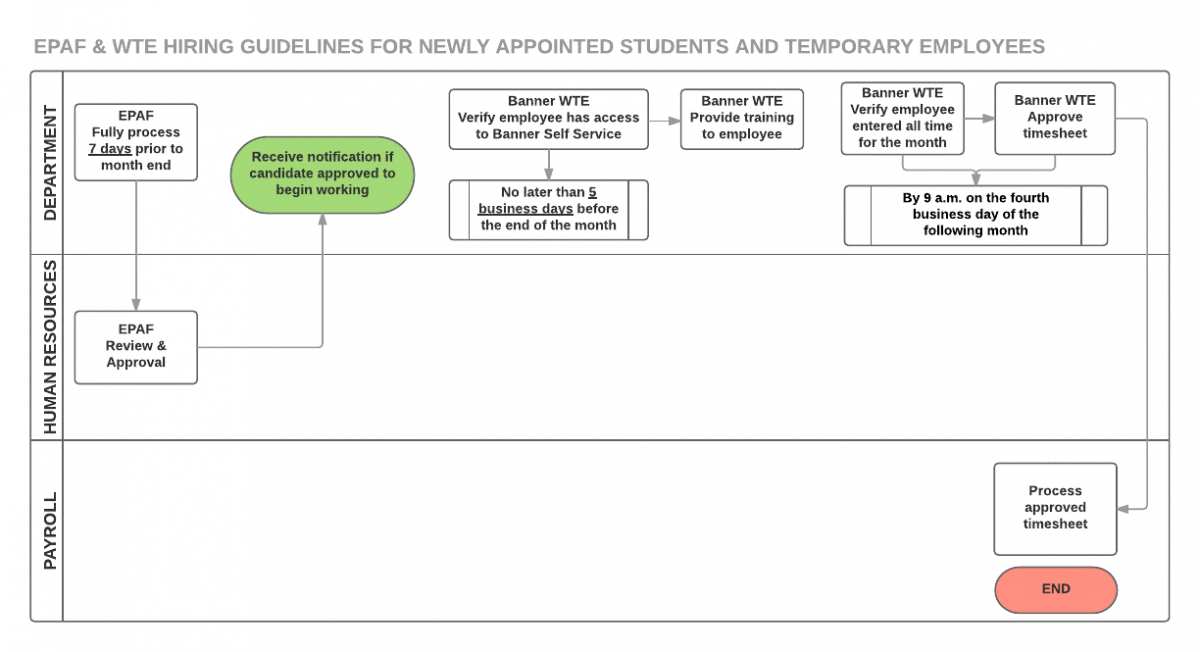 EPAF & WTE HIRING GUIDELINES FOR NEWLY APPOINTED STUDENTS AND TEMPORARY EMPLOYEES
DEPARTMENT
EPAF
Fully process
7 days prior to
month end
Receive notification if
candidate approved to
begin working
Banner WTE
Verify employee has access
to Banner Self Service
No later than 5
business days before
the end of the month
Banner WTE
Provide training
to employee
Banner WTE
Verify employee
entered all time
for the month
Banner WTE
Approve
timesheet
By 9 a.m. on the fourth
business day of the
following month
HUMAN RESOURCES
EPAF
Review &
Approval
PAYROLL
Process
approved
timesheet
END